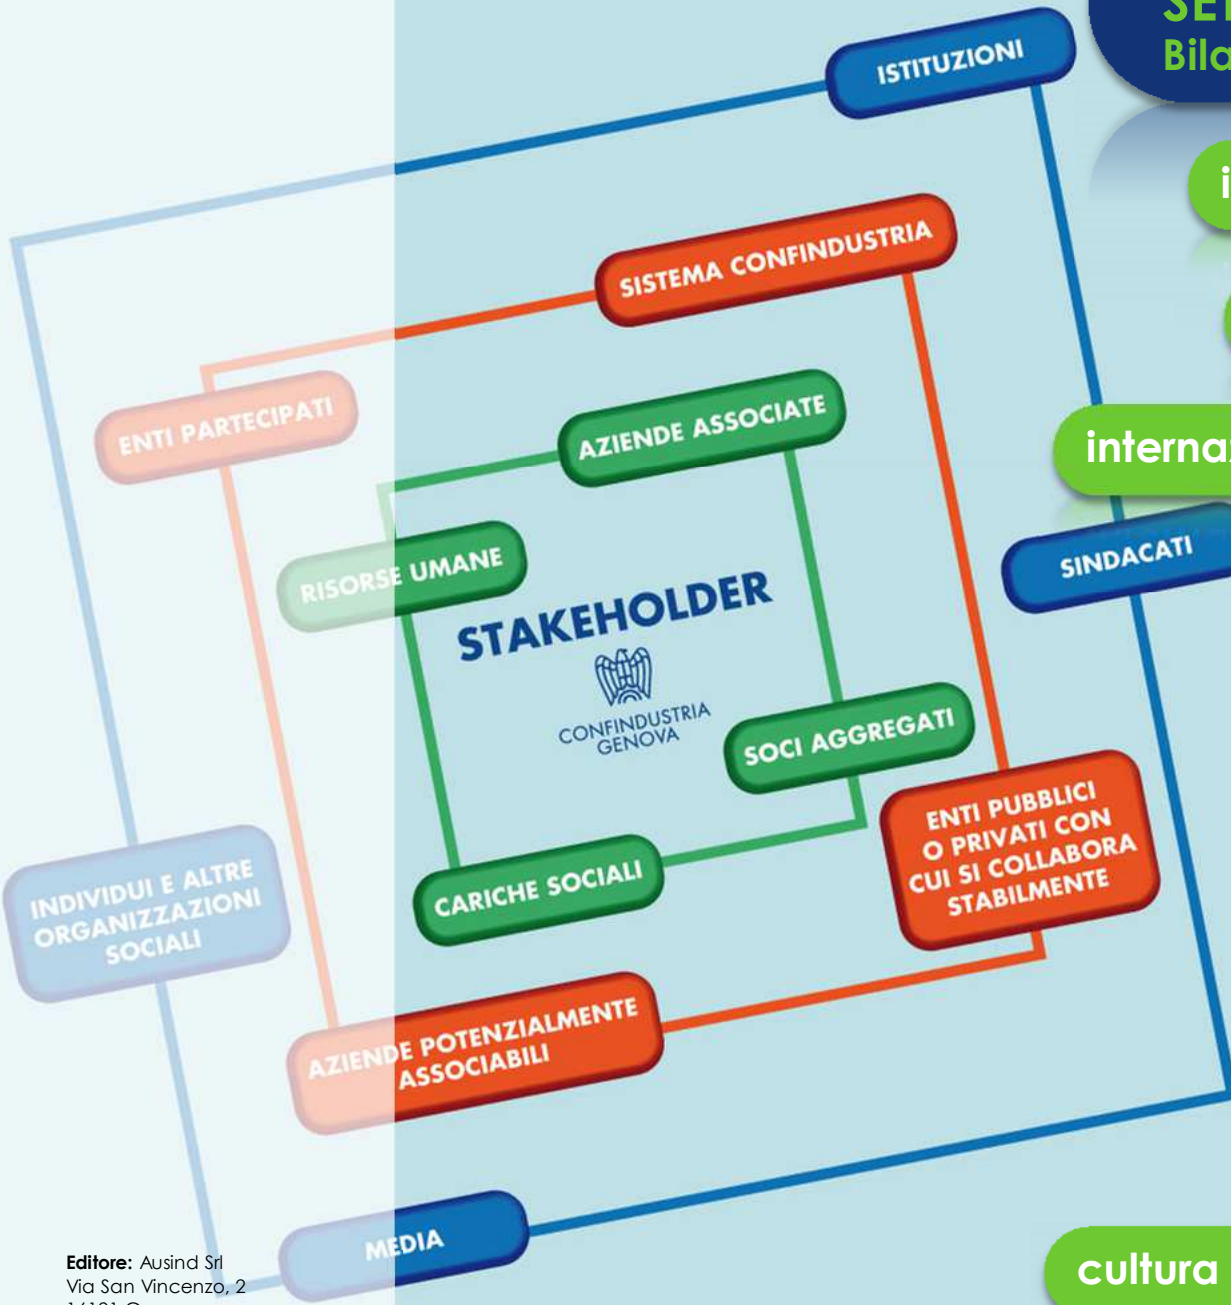 ISTITUZIONI
SISTEMA CONFINDUSTRIA
ENTI PARTECIPATI
AZIENDE ASSOCIATE
RISORSE UMANE
SINDACATI
STAKEHOLDER
CONFINDUSTRIA
GENOVA
SOCI AGGREGATI
ENTI PUBBLICI
O PRIVATI CON
CUI SI COLLABORA
STABILMENTE
CARICHE SOCIALI
INDIVIDUI E ALTRE
ORGANIZZAZIONI
SOCIALI
AZIENDE POTENZIALMENTE
ASSOCIABILI
MEDIA
Editore: Ausind Srl
Via San Vincenzo, 2
cultura